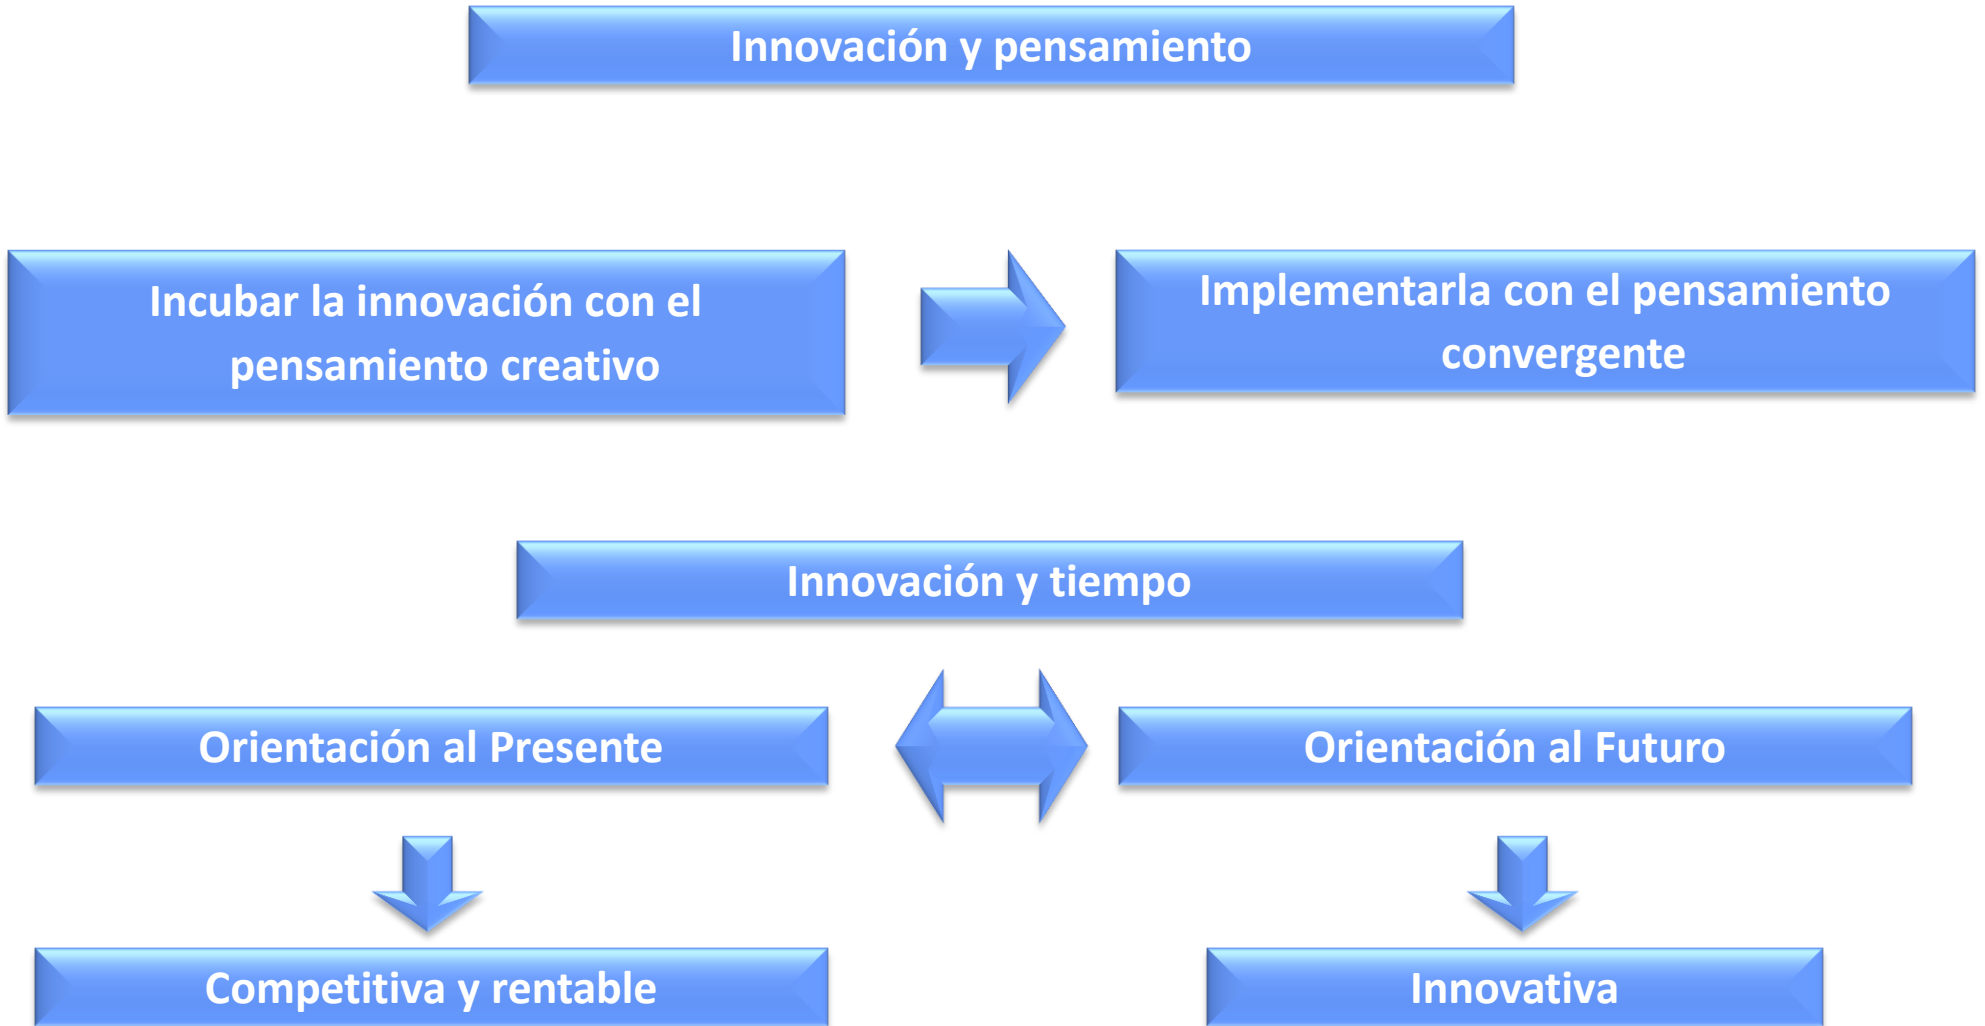 Innovación y pensamiento
Incubar la innovación con el
pensamiento creativo
Implementarla con el pensamiento
convergente
Innovación y tiempo
Orientación al Presente
Orientación al Futuro
Competitiva y rentable
Innovativa